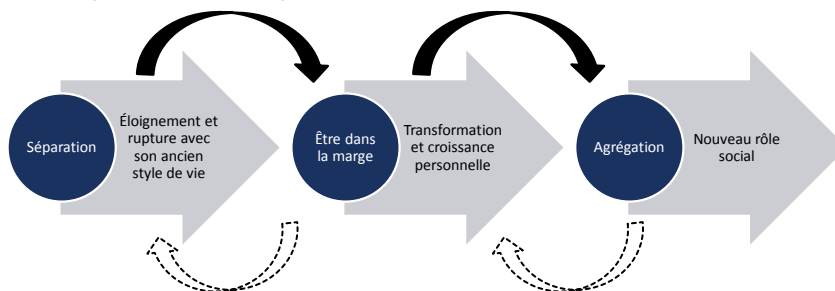 Séparation
Éloignement et
rupture avec
son ancien
style de vie
Être dans
la marge
Transformation
et croissance
personnelle
Agrégation
Nouveau rôle
social